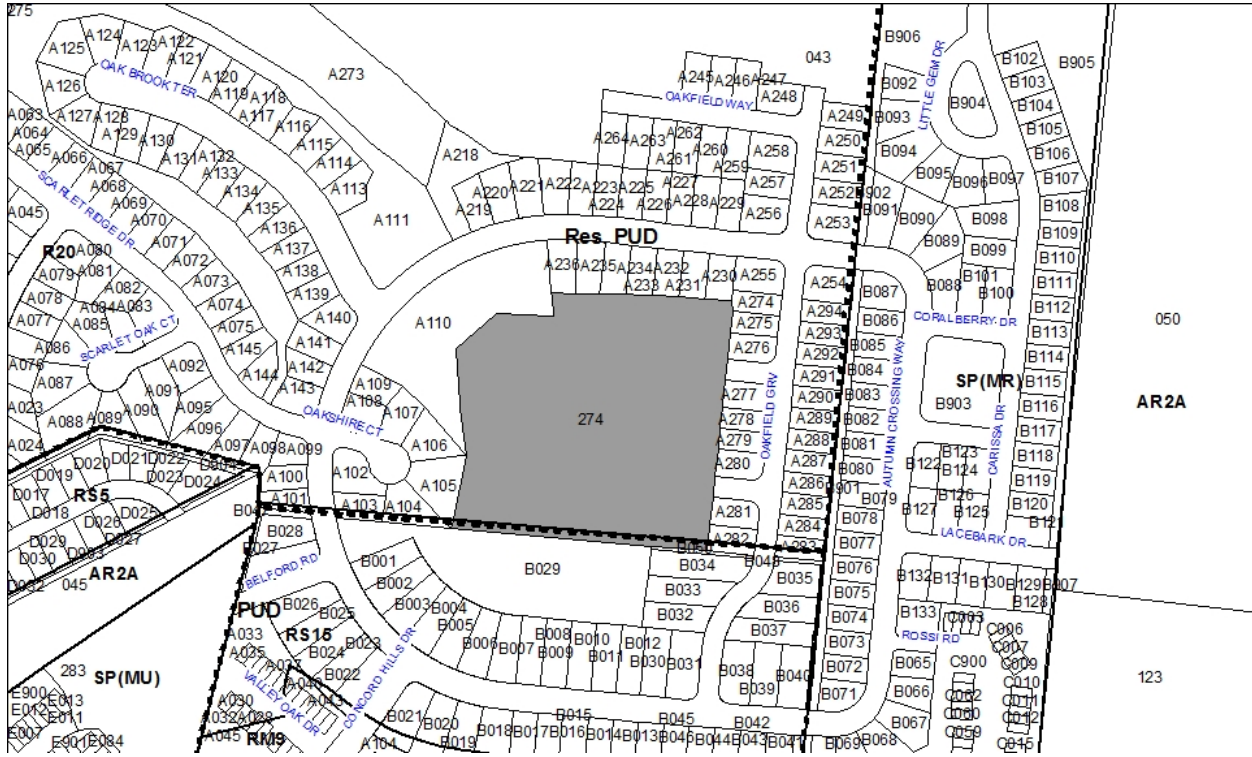 275
A124
A125
A123
A122
A121
OAK BROOK TER
A126
A120
A119
A118
A117
A273
A127
A128
A129
A130
A116
A115
A114
A113
A131
A132
A133
A134
A135
A136
A137
A138
A139
A140
A141
A142
A143
A063
A064
A065
A066
A067
A068
A069
A070
A071
A072
A073
A074
A075
A145
A144
SCARLET RIDGE DR
A045
R20
A080
A079
A081
A078
A082
A084
A083
A077
A085
A086
SCARLET OAK CT
A076
A087
A092
A091
A023
A088
A089
A090
A095
A096
A024
A097
A098
A099
A100
A101
A218
A111
A110
A219
A220
A221
A222
A223
A224
A225
A226
A227
A228
A229
043
A245
A246
A247
A248
OAKFIELD WAY
A264
A263
A262
A261
A260
A259
A258
A257
A256
A249
A250
A251
A252
A253
Res. PUD
A236
A235
A234
A233
A232
A231
A230
A255
A254
A274
A275
A276
A277
A278
A279
A280
A281
A282
OAKFIELD GRV
A294
A293
A292
A291
A290
A289
A288
A287
A286
A285
A284
A283
274
A109
A108
A107
A106
A105
A104
A103
A102
OAKSHIRE CT
B906
B092
B093
B094
LITTLE GEM DR
B904
B902
B091
B090
B089
B088
B095
B096
B097
B098
B099
B101
B100
B102
B103
B104
B105
B106
B107
B108
B109
B110
B111
B112
B113
B114
B115
B116
B117
B118
B119
B120
B121
B905
050
AR2A
SP(MR)
CORALBERRY DR
B087
B086
B085
B084
B083
B082
B081
B080
B079
B901
B078
B077
B076
B075
B074
B073
B072
B071
AUTUMN CROSSING WAY
B903
CARISSA DR
B122
B123
B124
B126
B125
B127
LACEBARK DR
B132
B131
B130
B129
B128
B907
B133
ROSSI RD
B065
B066
B067
B068
B069
C003
C006
C007
C009
C010
C011
C012
C015
C900
C062
C060
C059
123
D019
D020
D021
D022
D023
D024
D904
D017
D018
RS5
D025
D026
D027
D029
D030
D903
D032
045
AR2A
B028
B027
BELFORD RD
PUD
B026
B025
RS15
B024
B023
B022
A033
A035
A037
A040
A043
VALLEY OAK DR
CONCORD HILLS DR
A030
A032
A028
A045
RM9
A104
283
SP(MU)
E900
E013
E012
E011
E007
E901
E084
B001
B002
B003
B004
B005
B006
B007
B008
B009
B010
B011
B012
B030
B031
B029
B034
B033
B032
B048
B035
B036
B037
B038
B039
B040
B021
B020
B019
B018
B017
B016
B015
B014
B013
B046
B045
B044
B043
B042
B041